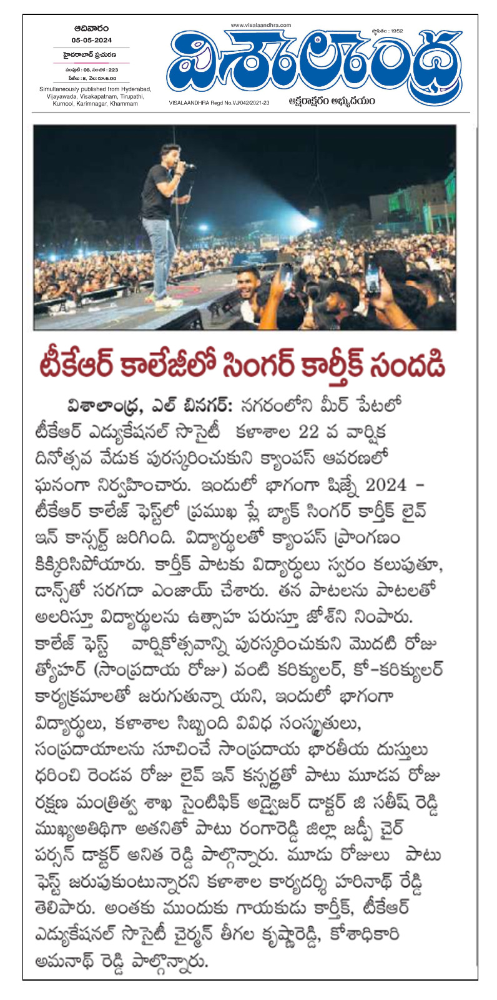 ఆదివారం
05-05-2024
హైదరాబాద్ ప్రచురణ
సంపుటి : 08, సంచిక : 223
పేజీలు : 8, వెల: రూ.6.00
Simultaneously published from Hyderabad,
Vijayawada, Visakapatnam, Tirupathi,
Kurnool, Karimnagar, Khammam
www.visalaandhra.com
స్థాపితం : 1952
విశాలాంధ్ర
VISALAANDHRA Regd No.VJ/042/2021-23
అక్షరాక్షరం అభ్యుదయం
టీకేఆర్ కాలేజీలో సింగర్ కార్తీక్ సందడి
విశాలాంధ్ర, ఎల్ బినగర్: నగరంలోని మీర్ పేటలో
టీకేఆర్ ఎడ్యుకేషనల్ సొసైటీ కళాశాల 22 వ వార్షిక
దినోత్సవ వేడుక పురస్కరించుకుని క్యాంపస్ ఆవరణలో
ఘనంగా నిర్వహించారు. ఇందులో భాగంగా షిజ్నే 2024 -
టీకేఆర్ కాలేజ్ ఫెస్ట్‌లో ప్రముఖ ప్లే బ్యాక్ సింగర్ కార్తీక్ లైవ్
ఇన్ కాన్సర్ట్ జరిగింది. విద్యార్థులతో క్యాంపస్ ప్రాంగణం
కిక్కిరిసిపోయారు. కార్తీక్ పాటకు విద్యార్థులు స్వరం కలుపుతూ,
డాన్స్‌తో సరగదా ఎంజాయ్ చేశారు. తన పాటలను పాటలతో
అలరిస్తూ విద్యార్థులను ఉత్సాహ పరుస్తూ జోశ్‌ని నింపారు.
కాలేజ్ ఫెస్ట్ వార్షికోత్సవాన్ని పురస్కరించుకుని మొదటి రోజు
త్యోహర్ (సాంప్రదాయ రోజు) వంటి కరిక్యులర్, కో-కరిక్యులర్
కార్యక్రమాలతో జరుగుతున్నా యని, ఇందులో భాగంగా
విద్యార్థులు, కళాశాల సిబ్బంది వివిధ సంస్కృతులు,
సంప్రదాయాలను సూచించే సాంప్రదాయ భారతీయ దుస్తులు
ధరించి రెండవ రోజు లైవ్ ఇన్ కన్సర్ట్‌తో పాటు మూడవ రోజు
రక్షణ మంత్రిత్వ శాఖ సైంటిఫిక్ అడ్వైజర్ డాక్టర్ జి సతీష్ రెడ్డి
ముఖ్యఅతిథిగా అతనితో పాటు రంగారెడ్డి జిల్లా జడ్పీ చైర్
పర్సన్ డాక్టర్ అనిత రెడ్డి పాల్గొన్నారు. మూడు రోజులు పాటు
ఫెస్ట్ జరుపుకుంటున్నారని కళాశాల కార్యదర్శి హరినాథ్ రేడ్డి
తెలిపారు. అంతకు ముందుకు గాయకుడు కార్తీక్, టీకేఆర్
ఎడ్యుకేషనల్ సొసైటీ చైర్మన్ తీగల కృష్ణారెడ్డి, కోశాధికారి
అమనాథ్ రెడ్డి పాల్గొన్నారు.